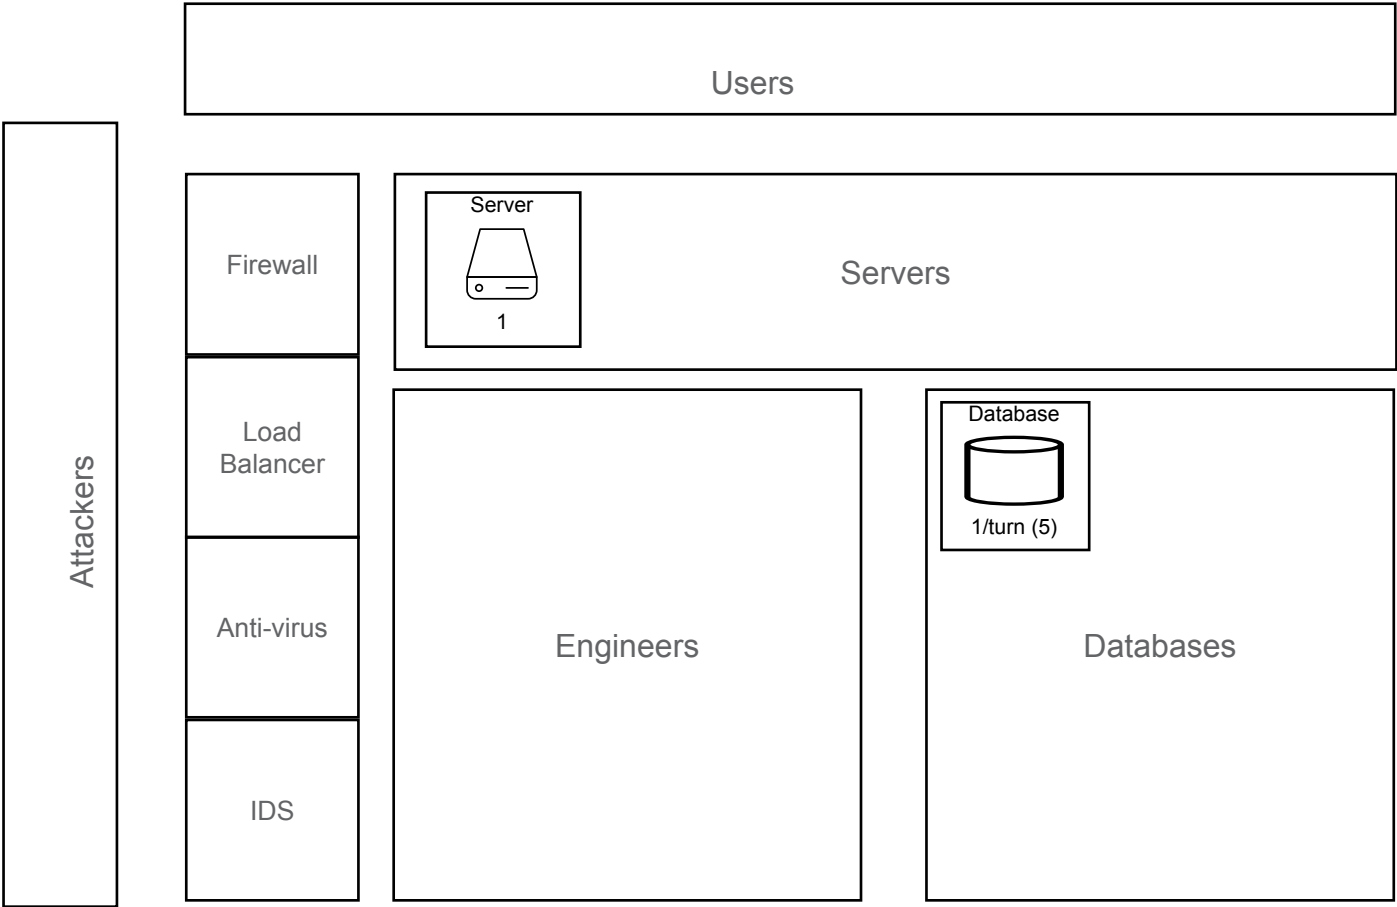 Users
Attackers
Firewall
Server
1
Servers
Load
Balancer
Anti-virus
IDS
Engineers
Database
1/turn (5)
Databases